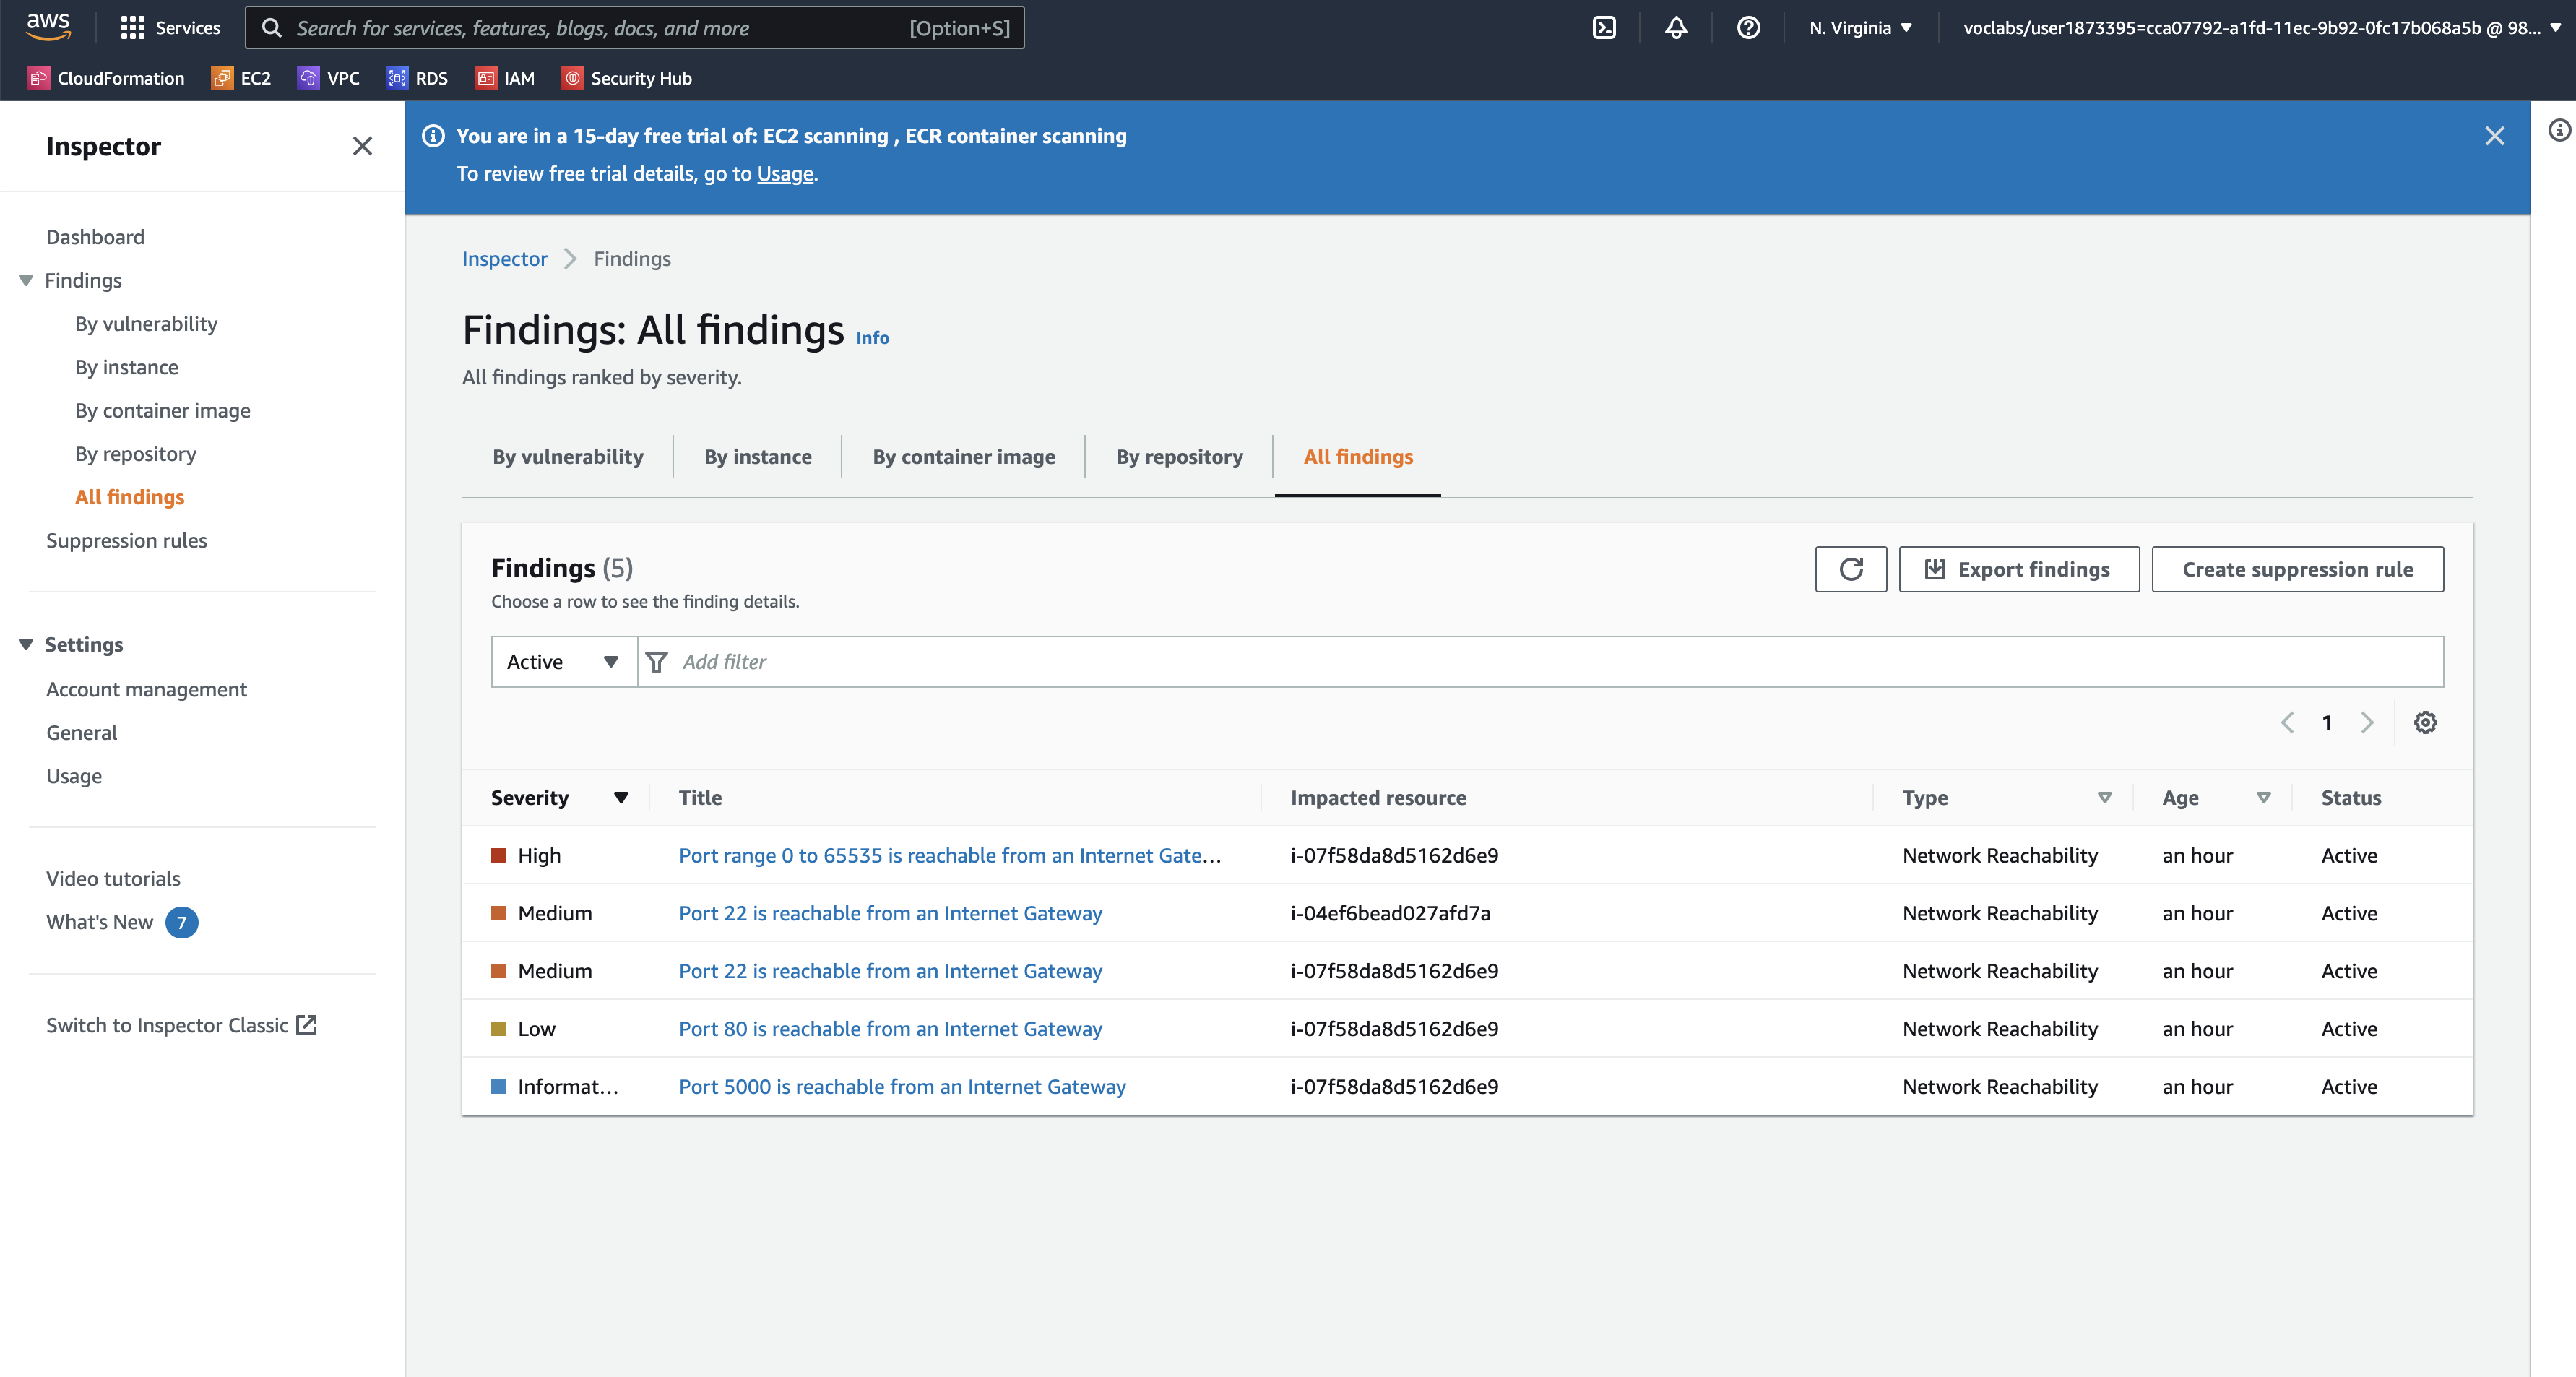 aws
Services
Search for services, features, blogs, docs, and more [Option+S]
N. Virginia
voclabs/user1873395=cca07792-a1fd-11ec-9b92-0fc17b068a5b @ 98...
CloudFormation EC2 VPC RDS IAM Security Hub
Inspector
Dashboard
Findings
By vulnerability
By instance
By container image
By repository
All findings
Suppression rules
Settings
Account management
General
Usage
Video tutorials
What's New 7
Switch to Inspector Classic
You are in a 15-day free trial of: EC2 scanning , ECR container scanning
To review free trial details, go to Usage.
Inspector Findings
Findings: All findings Info
All findings ranked by severity.
By vulnerability By instance By container image By repository All findings
Findings (5)
Choose a row to see the finding details.
Export findings
Create suppression rule
Active Add filter
1
Severity Title Impacted resource Type Age Status
High Port range 0 to 65535 is reachable from an Internet Gate... i-07f58da8d5162d6e9 Network Reachability an hour Active
Medium Port 22 is reachable from an Internet Gateway i-04ef6bead027afd7a Network Reachability an hour Active
Medium Port 22 is reachable from an Internet Gateway i-07f58da8d5162d6e9 Network Reachability an hour Active
Low Port 80 is reachable from an Internet Gateway i-07f58da8d5162d6e9 Network Reachability an hour Active
Informat... Port 5000 is reachable from an Internet Gateway i-07f58da8d5162d6e9 Network Reachability an hour Active